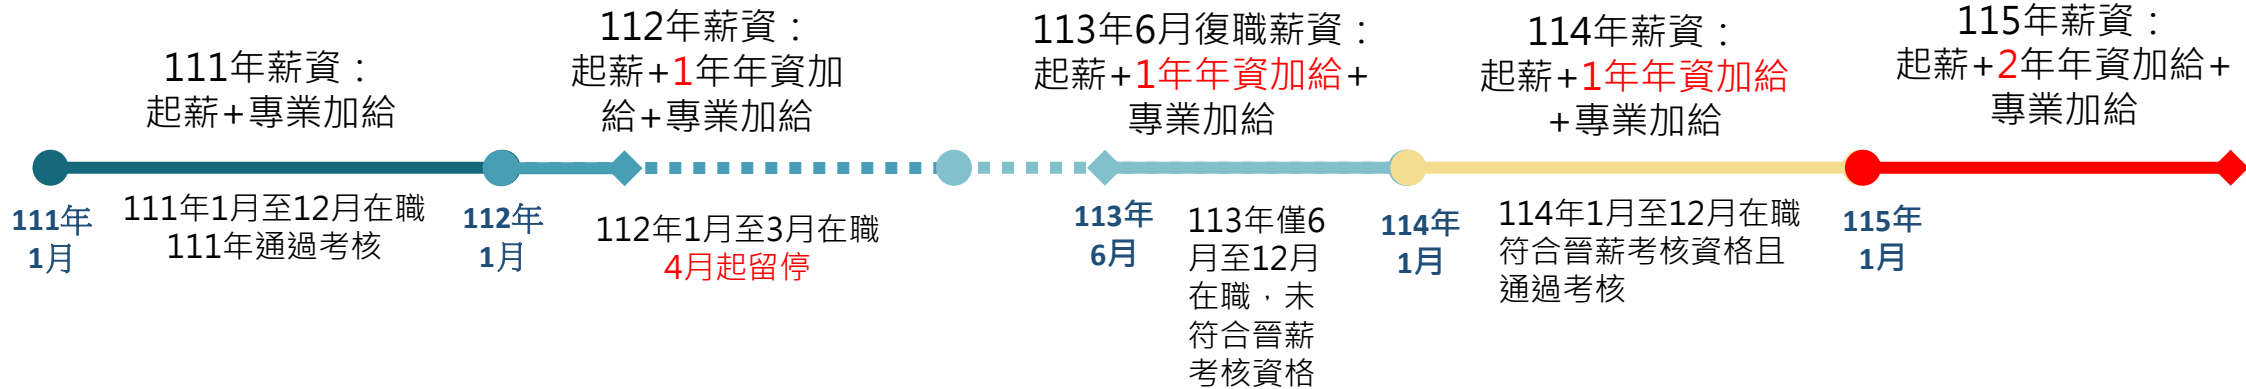 111年薪資：
起薪+專業加給
112年薪資：
起薪+1年年資加
給+專業加給
113年6月復職薪資：
起薪+1年年資加給+
專業加給
114年薪資：
起薪+1年年資加給
+專業加給
115年薪資：
起薪+2年年資加給+
專業加給
111年
1月
111年1月至12月在職
111年通過考核
112年
1月
112年1月至3月在職
4月起留停
113年
6月
113年僅6
月至12月
在職，未
符合晉薪
考核資格
114年
1月
114年1月至12月在職
符合晉薪考核資格且
通過考核
115年
1月